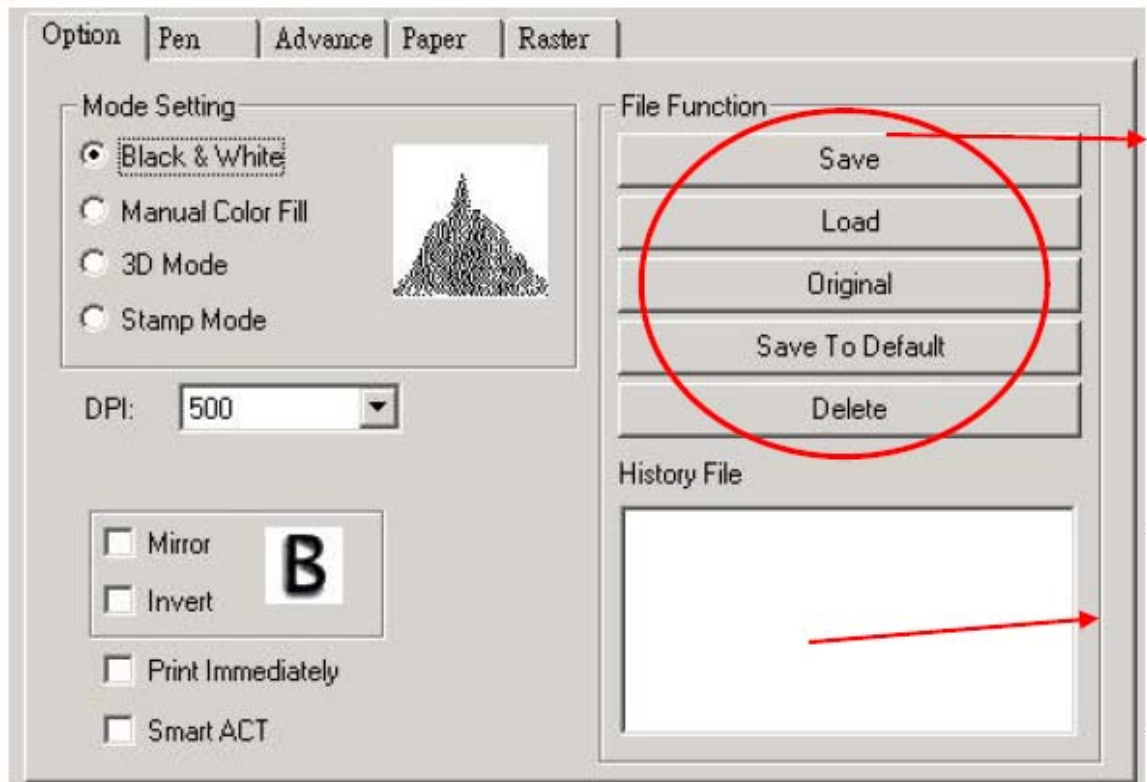 Option Pen Advance Paper Raster
Mode Setting
Black & White
Manual Color Fill
3D Mode
Stamp Mode
DPI: 500
B
Mirror
Invert
Print Immediately
Smart ACT
File Function
Save
Load
Original
Save To Default
Delete
History File